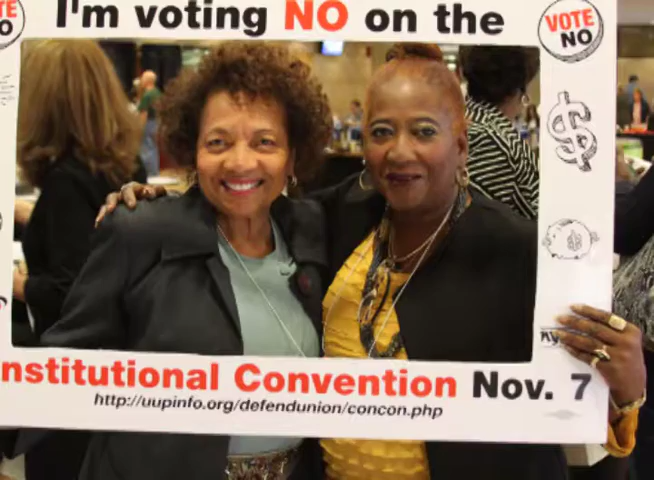 I'm voting NO on the
VOTE
NO
nstitutional Convention Nov. 7
http://uupinfo.org/defendunion/concon.php